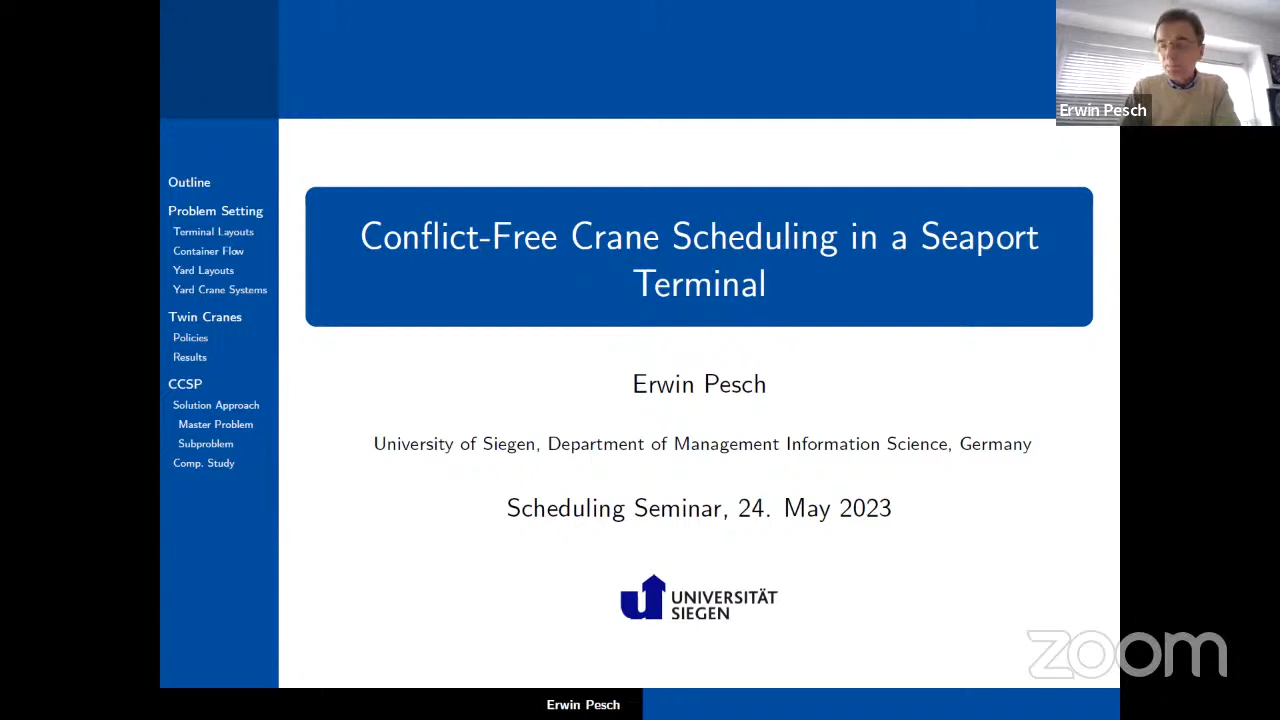 Erwin Pesch
Outline
Problem Setting
Terminal Layouts
Container Flow
Yard Layouts
Yard Crane Systems
Twin Cranes
Policies
Results
CCSP
Solution Approach
Master Problem
Subproblem
Comp. Study
Conflict-Free Crane Scheduling in a Seaport
Terminal
Erwin Pesch
University of Siegen, Department of Management Information Science, Germany
Scheduling Seminar, 24. May 2023
UNIVERSITÄT
SIEGEN
zoom
Erwin Pesch